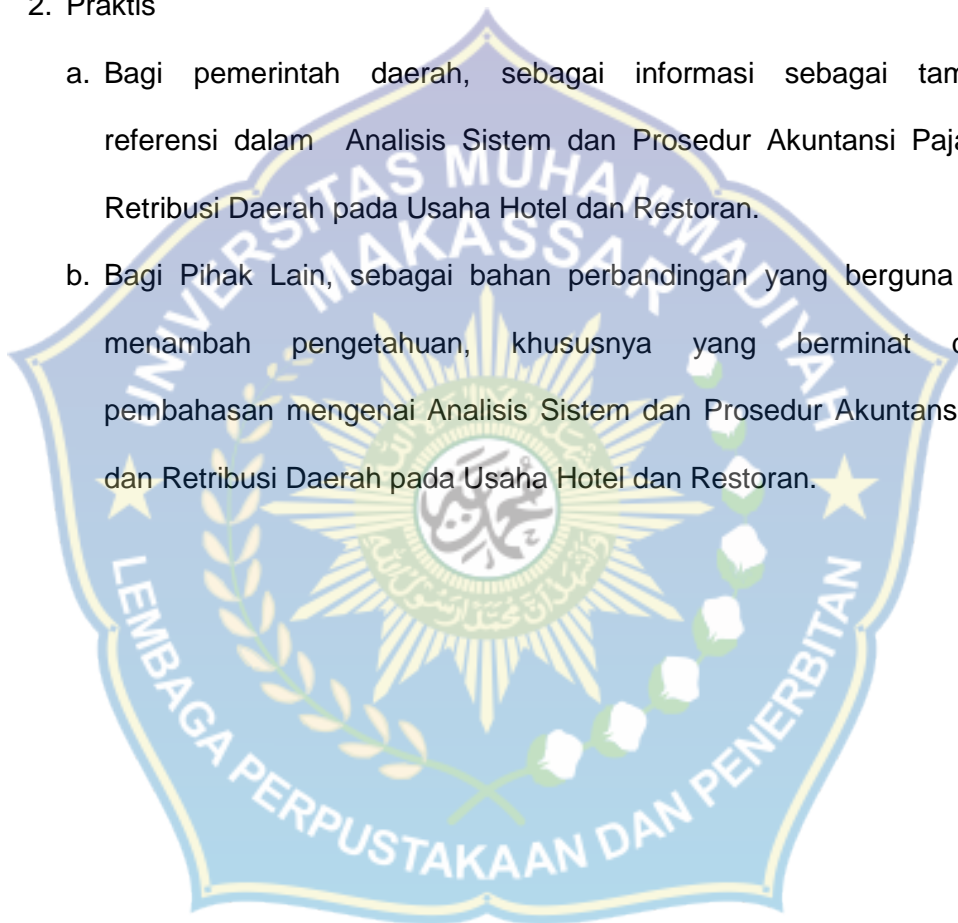 2. Praktis
a. Bagi pemerintah daerah, sebagai informasi sebagai
referensi dalam Analisis Sistem dan Prosedur Akuntansi
Retribusi Daerah pada Usaha Hotel dan Restoran.
b. Bagi Pihak Lain, sebagai bahan perbandingan yang berguna
menambah pengetahuan, khususnya yang berminat
pembahasan mengenai Analisis Sistem dan Prosedur Akuntans
dan Retribusi Daerah pada Usaha Hotel dan Restoran.
UNIVERSITAS MUHAMMADIYAH
MAKASSAR
LEMBAGA PERPUSTAKAAN DAN PENERBITAN